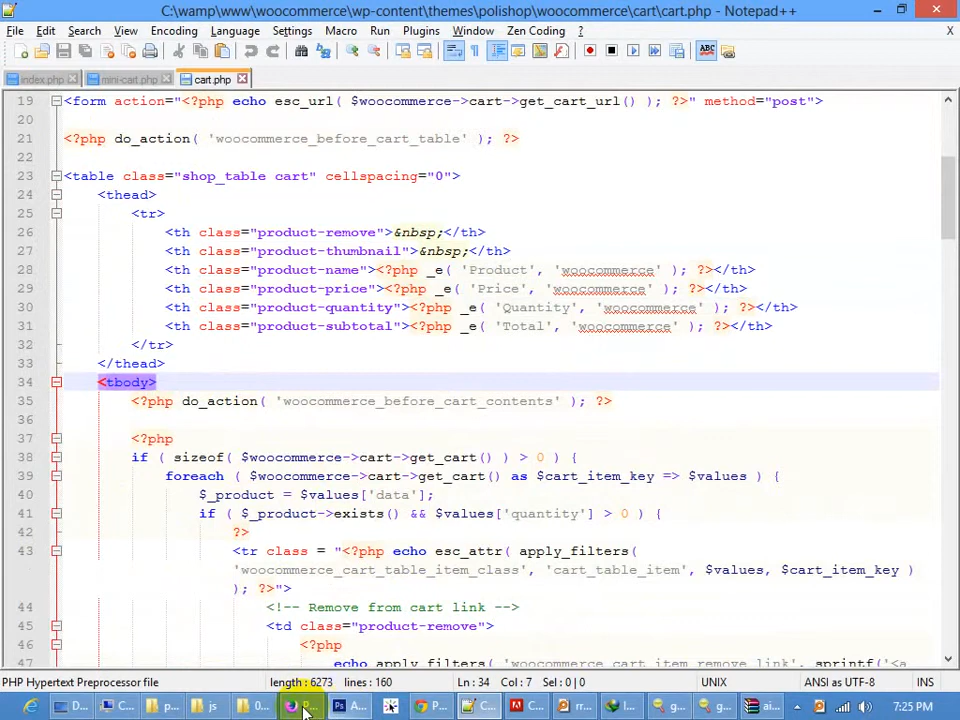 C:\wamp\www\woocommerce\wp-content\themes\polishop\woocommerce\cart\cart.php - Notepad++
File Edit Search View Encoding Language Settings Macro Run Plugins Window Zen Coding ? X
index.php mini-cart.php cart.php
19 <form action="<?php echo esc_url( $woocommerce->cart->get_cart_url() ); ?>" method="post">
20
21 <?php do_action( 'woocommerce_before_cart_table' ); ?>
22
23 <table class="shop_table cart" cellspacing="0">
24 <thead>
25 <tr>
26 <th class="product-remove">&nbsp;</th>
27 <th class="product-thumbnail">&nbsp;</th>
28 <th class="product-name"><?php _e( 'Product', 'woocommerce' ); ?></th>
29 <th class="product-price"><?php _e( 'Price', 'woocommerce' ); ?></th>
30 <th class="product-quantity"><?php _e( 'Quantity', 'woocommerce' ); ?></th>
31 <th class="product-subtotal"><?php _e( 'Total', 'woocommerce' ); ?></th>
32 </tr>
33 </thead>
34 <tbody>
35 <?php do_action( 'woocommerce_before_cart_contents' ); ?>
36
37 <?php
38 if ( sizeof( $woocommerce->cart->get_cart() ) > 0 ) {
39 foreach ( $woocommerce->cart->get_cart() as $cart_item_key => $values ) {
40 $_product = $values['data'];
41 if ( $_product->exists() && $values['quantity'] > 0 ) {
42 ?>
43 <tr class = "<?php echo esc_attr( apply_filters(
'woocommerce_cart_table_item_class', 'cart_table_item', $values, $cart_item_key )
); ?>">
44 <!-- Remove from cart link -->
45 <td class="product-remove">
46 <?php
47 echo apply_filters( 'woocommerce_cart_item_remove_link', sprintf('<a
PHP Hypertext Preprocessor file length : 6273 lines : 160 Ln : 34 Col : 7 Sel : 0 | 0 UNIX ANSI as UTF-8 INS
D... C... p... js 0... P... A... P... C... C... rr... I... g... g... ai... 7:25 PM